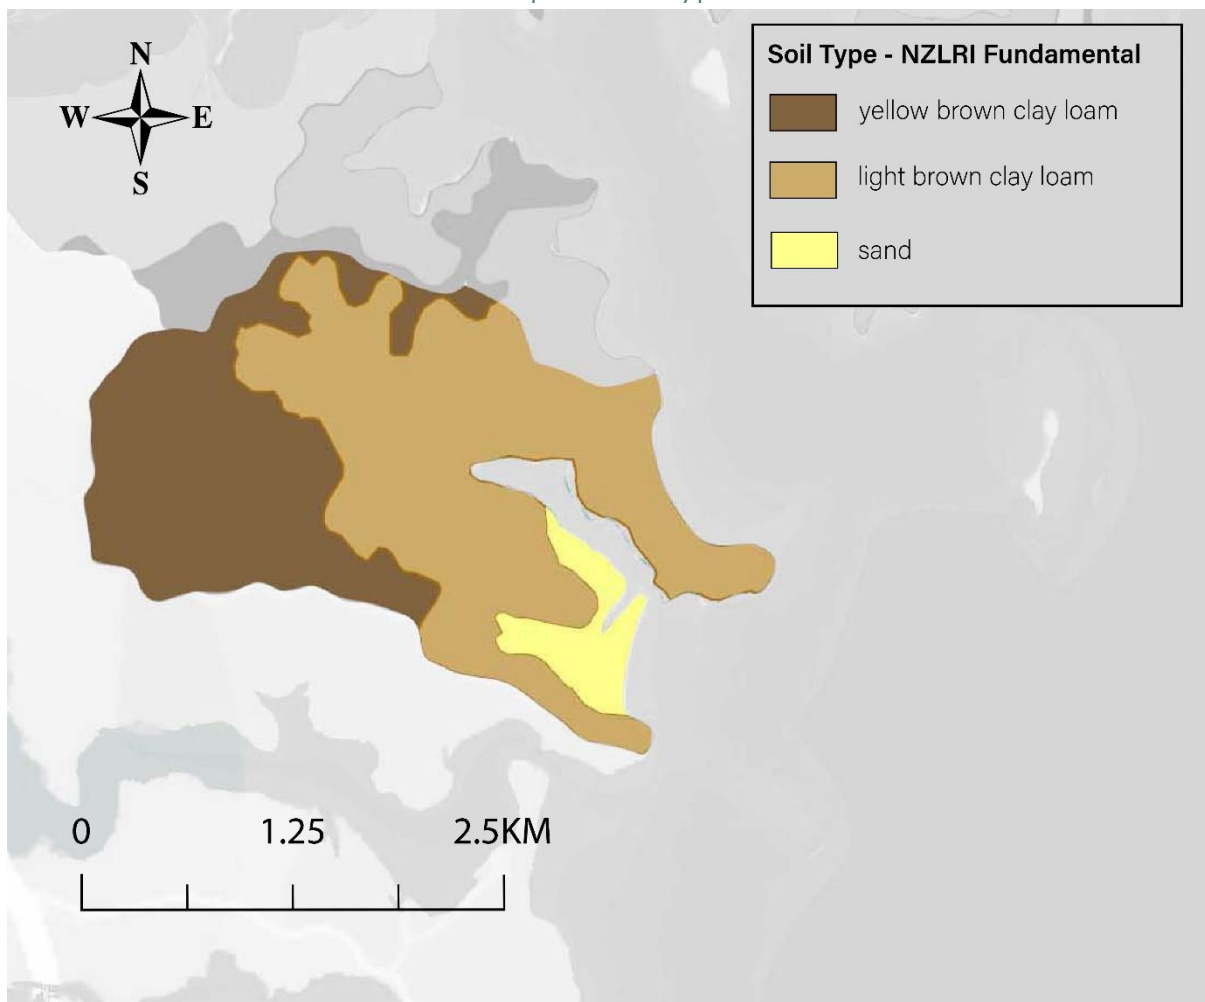 N
W E
S
Soil Type - NZLRI Fundamental
yellow brown clay loam
light brown clay loam
sand
0 1.25 2.5KM